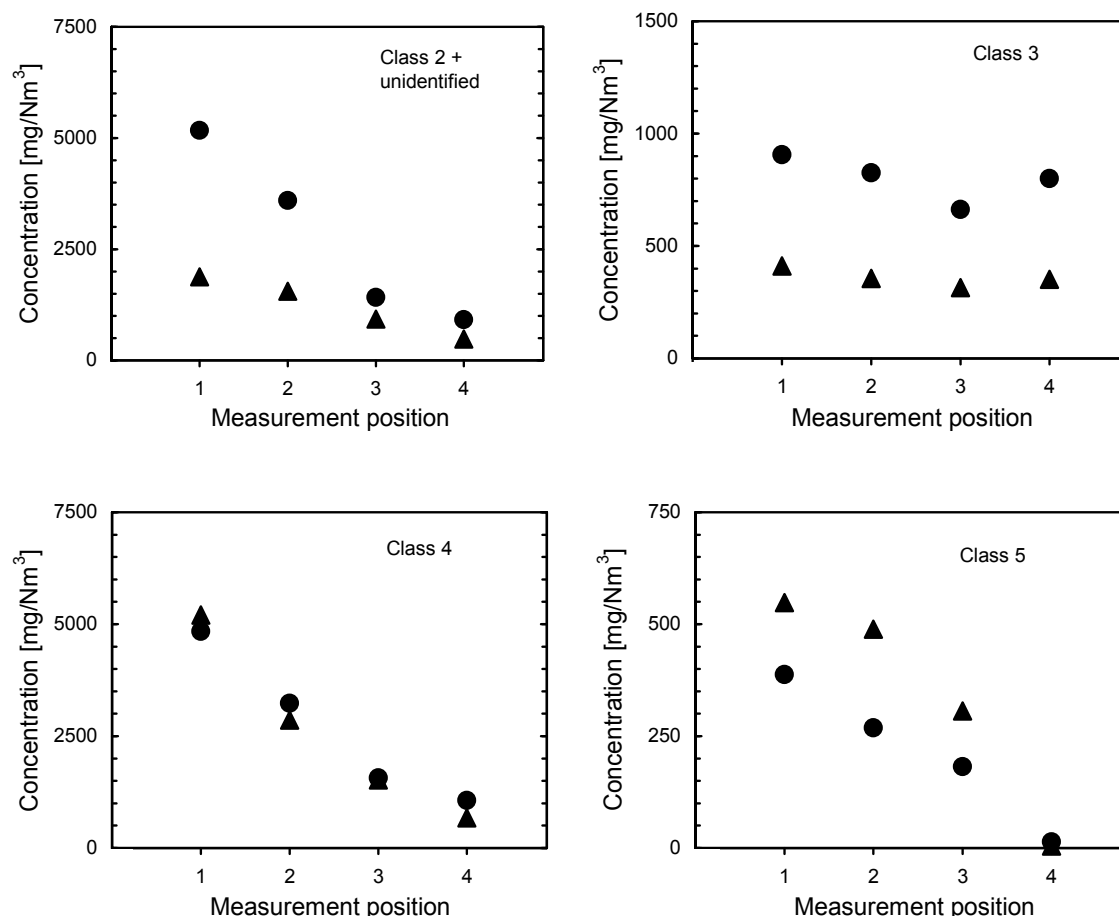 7500
5000
2500
0
Concentration [mg/Nm³]
Class 2 +
unidentified
1 2 3 4
Measurement position
1500
1000
500
0
Concentration [mg/Nm³]
Class 3
1 2 3 4
Measurement position
7500
5000
2500
0
Concentration [mg/Nm³]
Class 4
1 2 3 4
Measurement position
750
500
250
0
Concentration [mg/Nm³]
Class 5
1 2 3 4
Measurement position